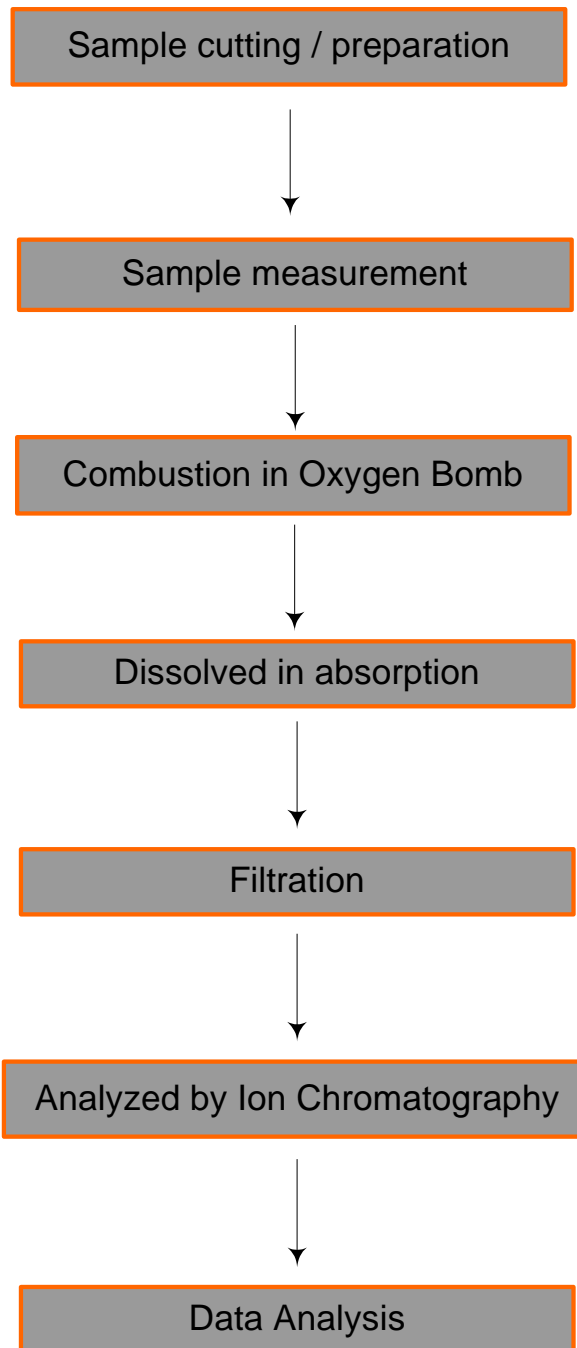 Sample cutting / preparation
Sample measurement
Combustion in Oxygen Bomb
Dissolved in absorption
Filtration
Analyzed by Ion Chromatography
Data Analysis